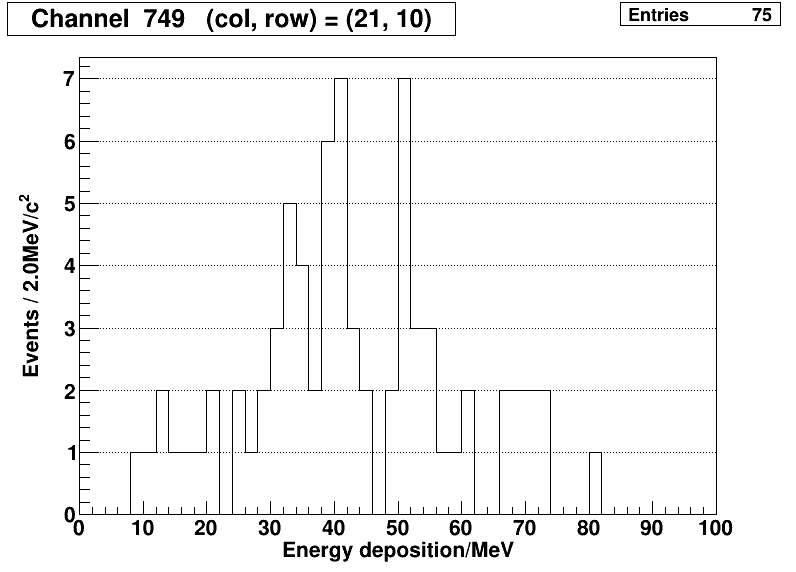 Channel 749 (col, row) = (21, 10)
Entries 75
Events / 2.0MeV/c²
7
6
5
4
3
2
1
0
0 10 20 30 40 50 60 70 80 90 100
Energy deposition/MeV